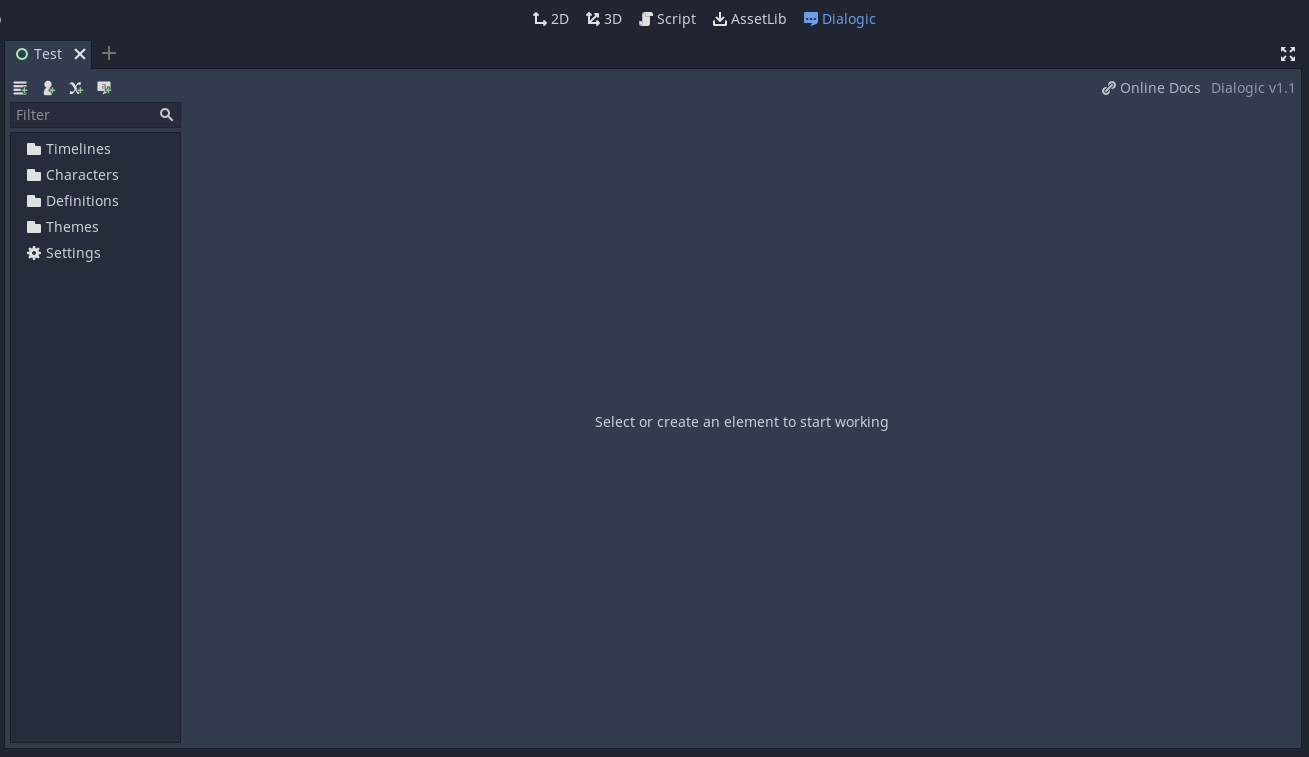 2D 3D Script AssetLib Dialogic
Test
Online Docs Dialogic v1.1
Filter
Timelines
Characters
Definitions
Themes
Settings
Select or create an element to start working